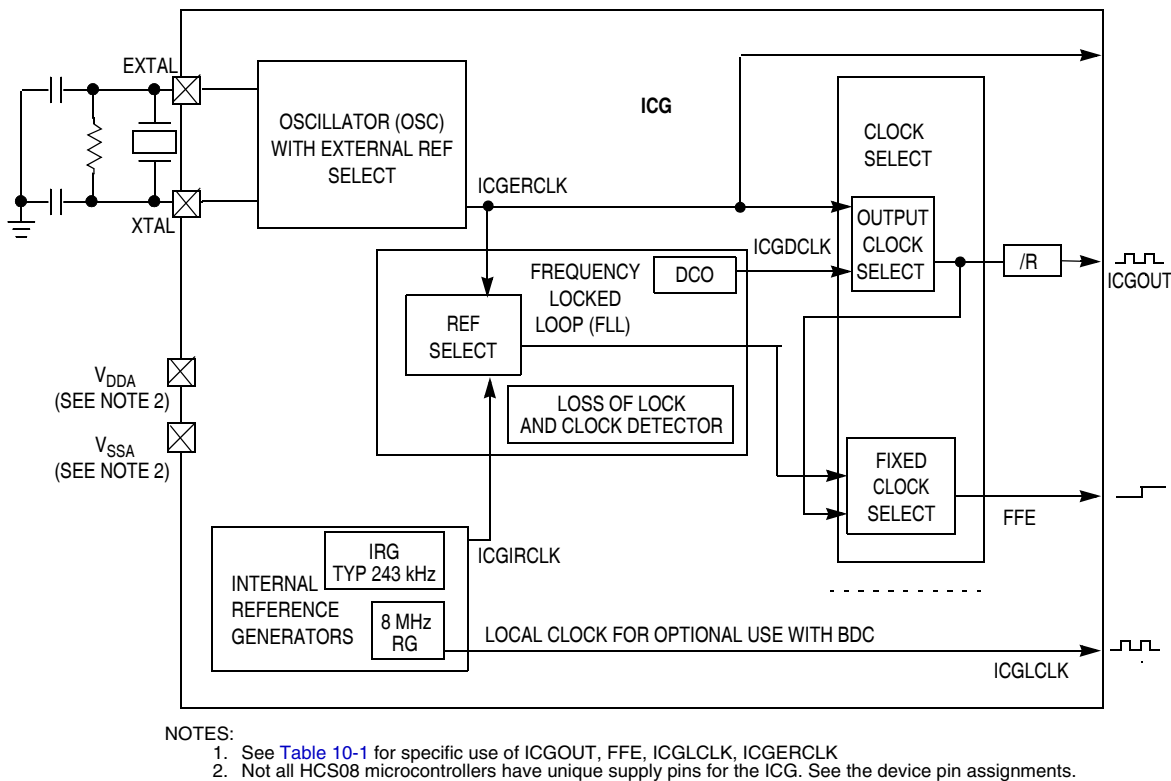 EXTAL
XTAL
OSCILLATOR (OSC)
WITH EXTERNAL REF
SELECT
ICG
ICGERCLK
CLOCK
SELECT
OUTPUT
CLOCK
SELECT
/R
ICGOUT
ICGDCLK
FREQUENCY
LOCKED
LOOP (FLL)
DCO
REF
SELECT
LOSS OF LOCK
AND CLOCK DETECTOR
VDDA
(SEE NOTE 2)
VSSA
(SEE NOTE 2)
FIXED
CLOCK
SELECT
FFE
ICGIRCLK
IRG
TYP 243 kHz
INTERNAL
REFERENCE
GENERATORS
8 MHz
RG
LOCAL CLOCK FOR OPTIONAL USE WITH BDC
ICGLCLK
NOTES:
1. See Table 10-1 for specific use of ICGOUT, FFE, ICGLCLK, ICGERCLK
2. Not all HCS08 microcontrollers have unique supply pins for the ICG. See the device pin assignments.